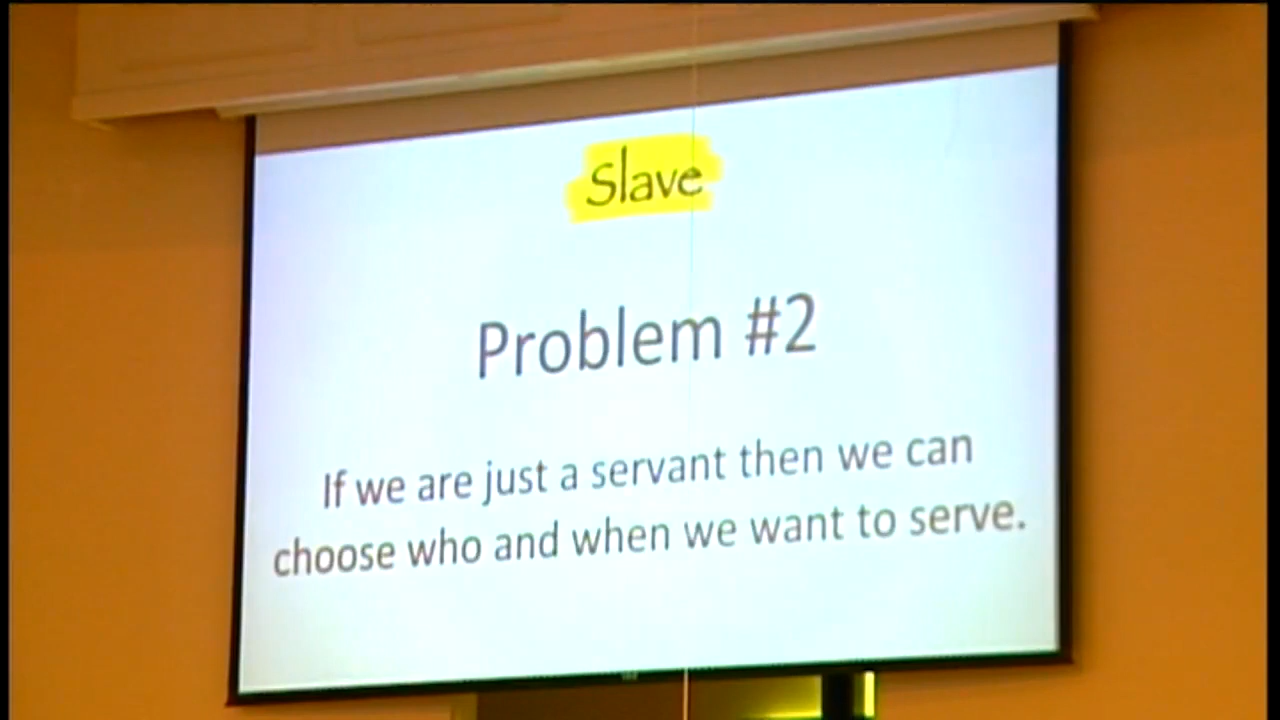 Slave
Problem #2
If we are just a servant then we can
choose who and when we want to serve.